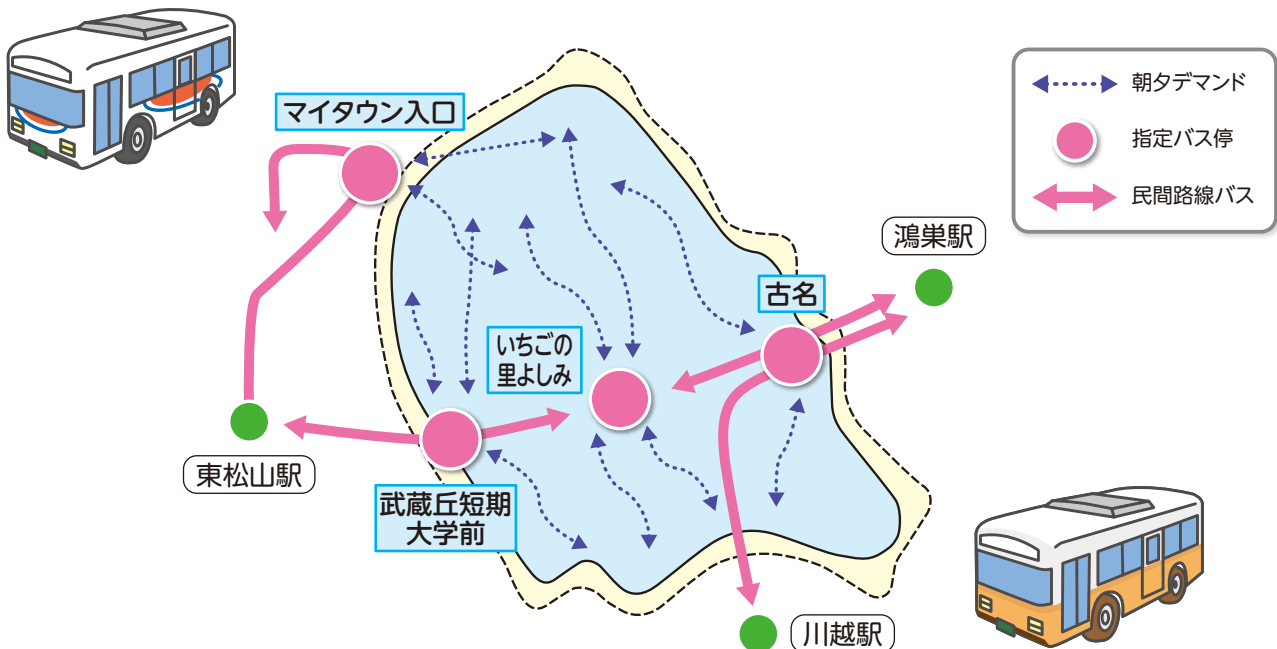 マイタウン入口
朝夕デマンド
指定バス停
民間路線バス
鴻巣駅
古名
いちごの
里よしみ
東松山駅
武蔵丘短期
大学前
川越駅